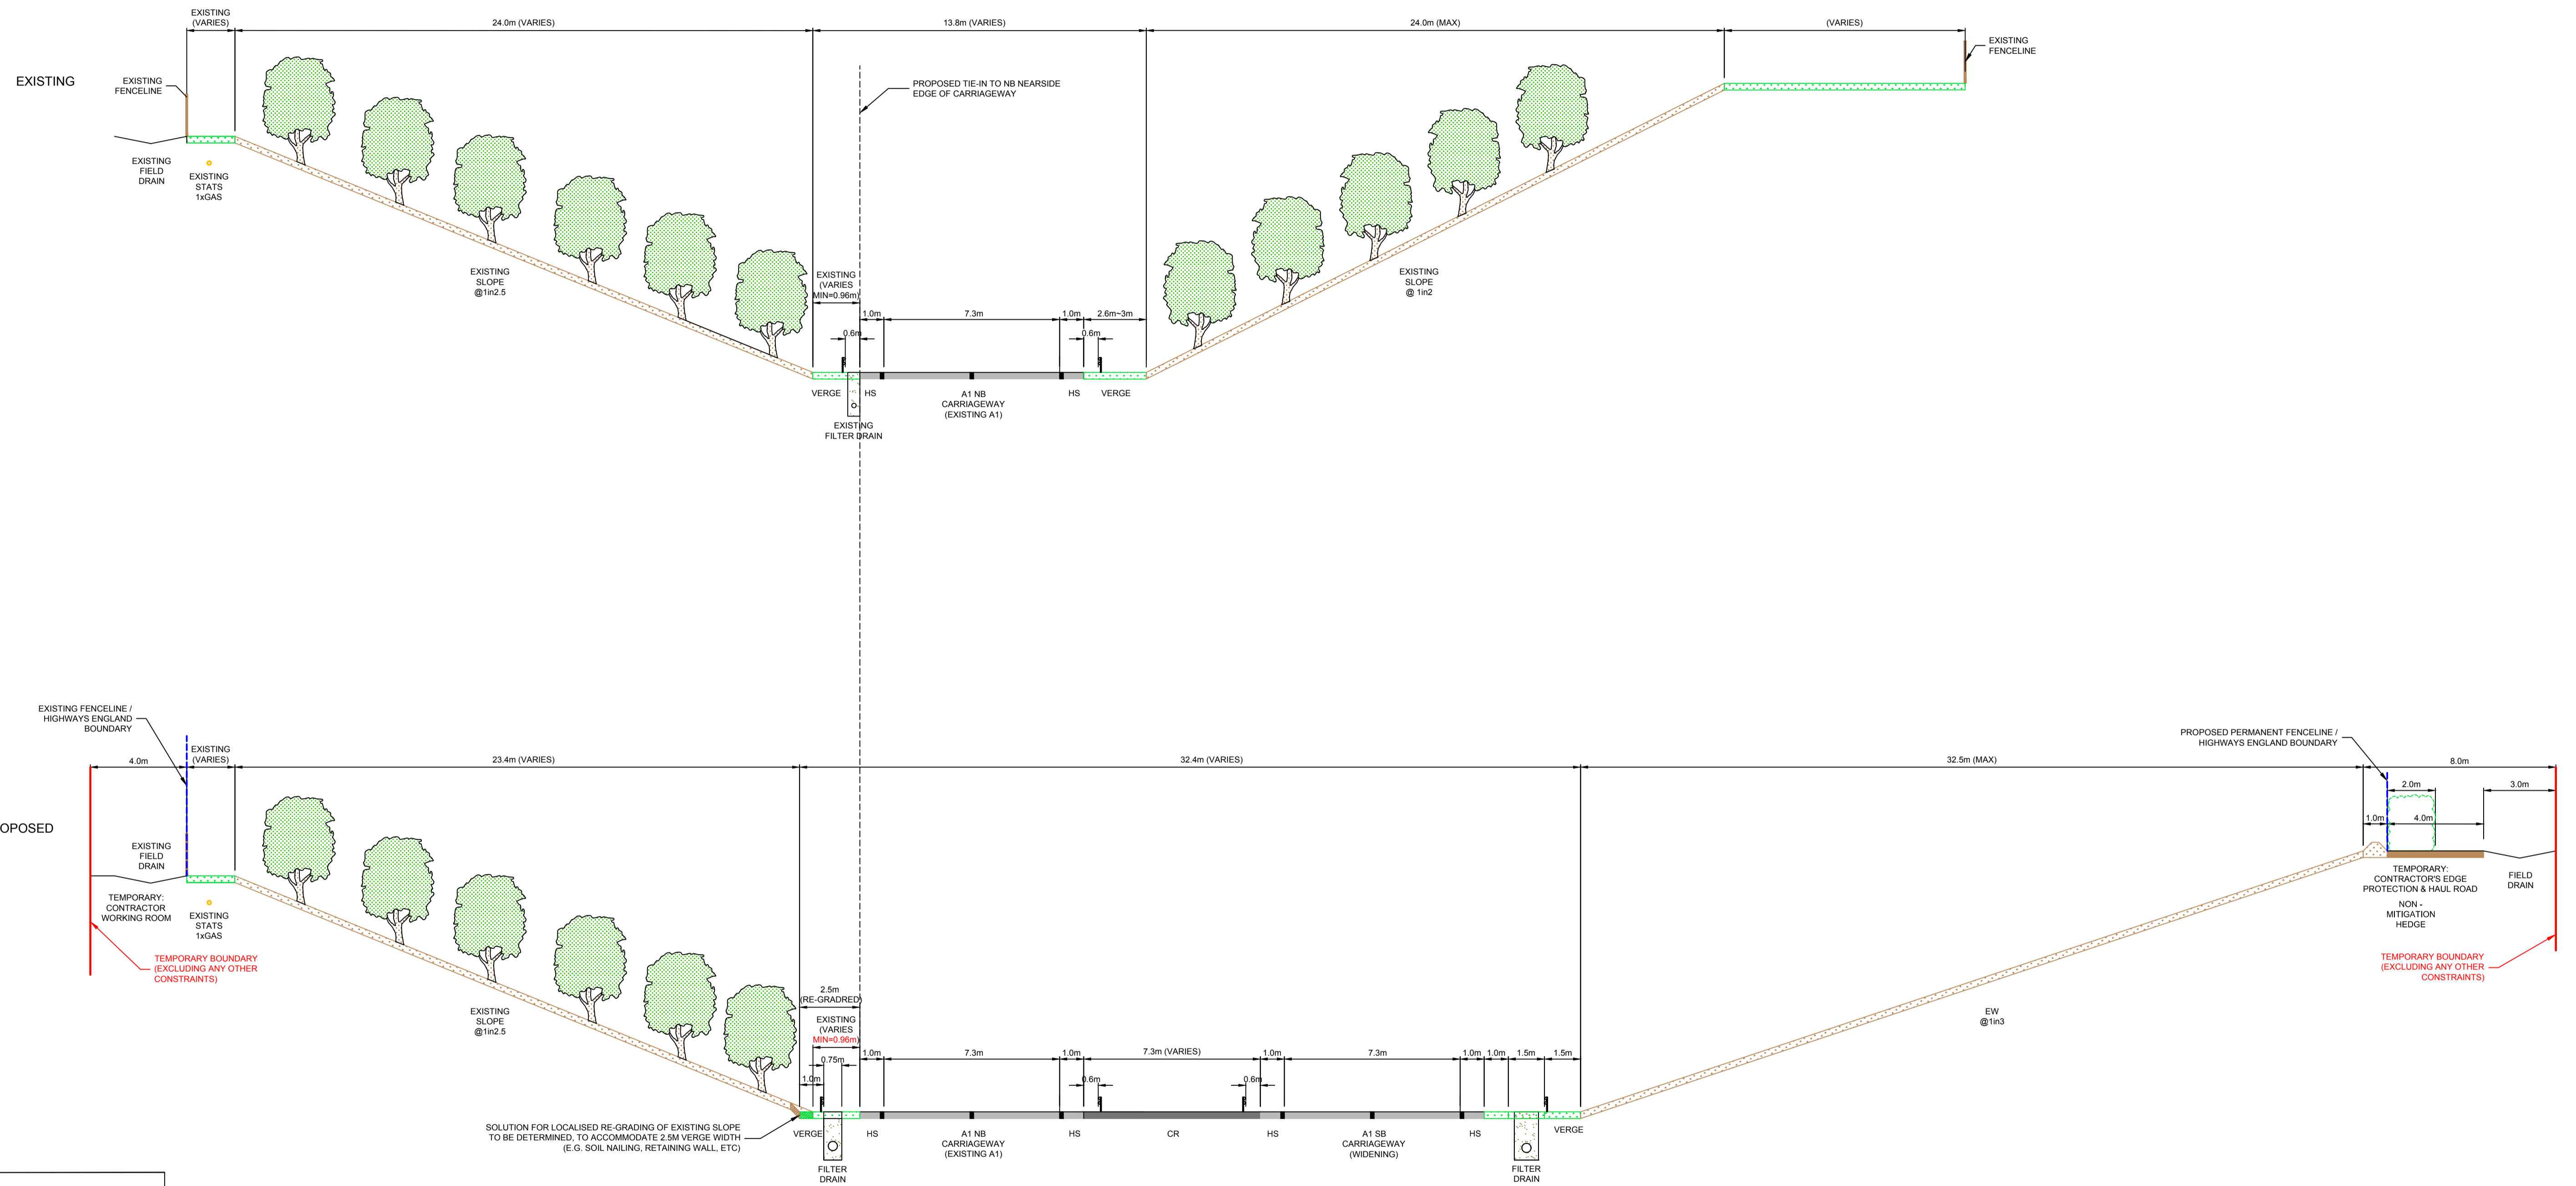 EXISTING
(VARIES)
24.0m (VARIES)
13.8m (VARIES)
24.0m (MAX)
(VARIES)
EXISTING
FENCELINE
EXISTING
EXISTING
FENCELINE
PROPOSED TIE-IN TO NB NEARSIDE
EDGE OF CARRIAGEWAY
EXISTING
FIELD
DRAIN
EXISTING
STATS
1xGAS
EXISTING
SLOPE
@1in2.5
EXISTING
(VARIES
MIN=0.96m)
EXISTING
SLOPE
@ 1in2
1.0m
7.3m
1.0m
2.6m~3m
0.6m
0.6m
VERGE
HS
A1 NB
CARRIAGEWAY
(EXISTING A1)
HS
VERGE
EXISTING
FILTER DRAIN
EXISTING FENCELINE /
HIGHWAYS ENGLAND
BOUNDARY
PROPOSED PERMANENT FENCELINE /
HIGHWAYS ENGLAND BOUNDARY
4.0m
EXISTING
(VARIES)
23.4m (VARIES)
32.4m (VARIES)
32.5m (MAX)
8.0m
2.0m
3.0m
1.0m
4.0m
OPOSED
EXISTING
FIELD
DRAIN
TEMPORARY:
CONTRACTOR
WORKING ROOM
EXISTING
STATS
1xGAS
TEMPORARY:
CONTRACTOR'S EDGE
PROTECTION & HAUL ROAD
FIELD
DRAIN
NON -
MITIGATION
HEDGE
TEMPORARY BOUNDARY
(EXCLUDING ANY OTHER
CONSTRAINTS)
TEMPORARY BOUNDARY
(EXCLUDING ANY OTHER
CONSTRAINTS)
EXISTING
SLOPE
@1in2.5
2.5m
(RE-GRADRED)
EXISTING
(VARIES
MIN=0.96m)
EW
@1in3
1.0m
7.3m
1.0m
7.3m (VARIES)
1.0m
7.3m
1.0m
1.0m
1.5m
1.5m
0.75m
1.0m
0.6m
0.6m
SOLUTION FOR LOCALISED RE-GRADING OF EXISTING SLOPE
TO BE DETERMINED, TO ACCOMMODATE 2.5M VERGE WIDTH
(E.G. SOIL NAILING, RETAINING WALL, ETC)
VERGE
HS
A1 NB
CARRIAGEWAY
(EXISTING A1)
HS
CR
HS
A1 SB
CARRIAGEWAY
(WIDENING)
HS
VERGE
FILTER
DRAIN
FILTER
DRAIN